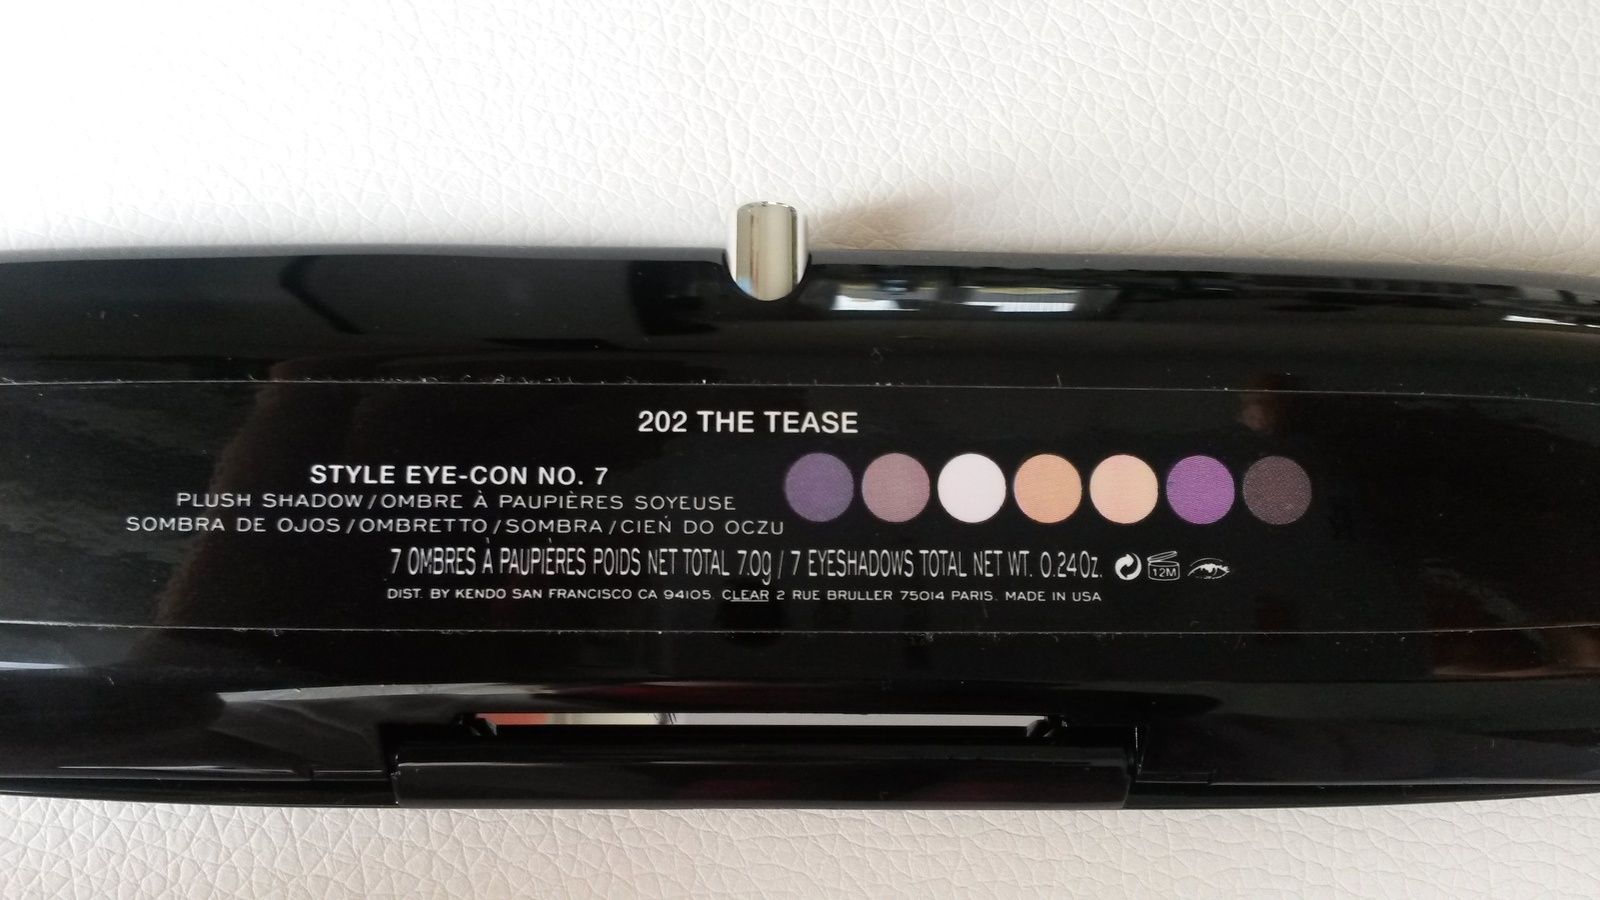 202 THE TEASE
STYLE EYE-CON NO. 7
PLUSH SHADOW/OMBRE À PAUPIÈRES SOYEUSE
SOMBRA DE OJOS/OMBRETTO/SOMBRA/CIEŃ DO OCZU
7 OMBRES À PAUPIÈRES POIDS NET TOTAL 7.0g / 7 EYESHADOWS TOTAL NET WT. 0.24Oz.
12M
DIST. BY KENDO SAN FRANCISCO CA 94105. CLEAR 2 RUE BRULLER 75014 PARIS. MADE IN USA